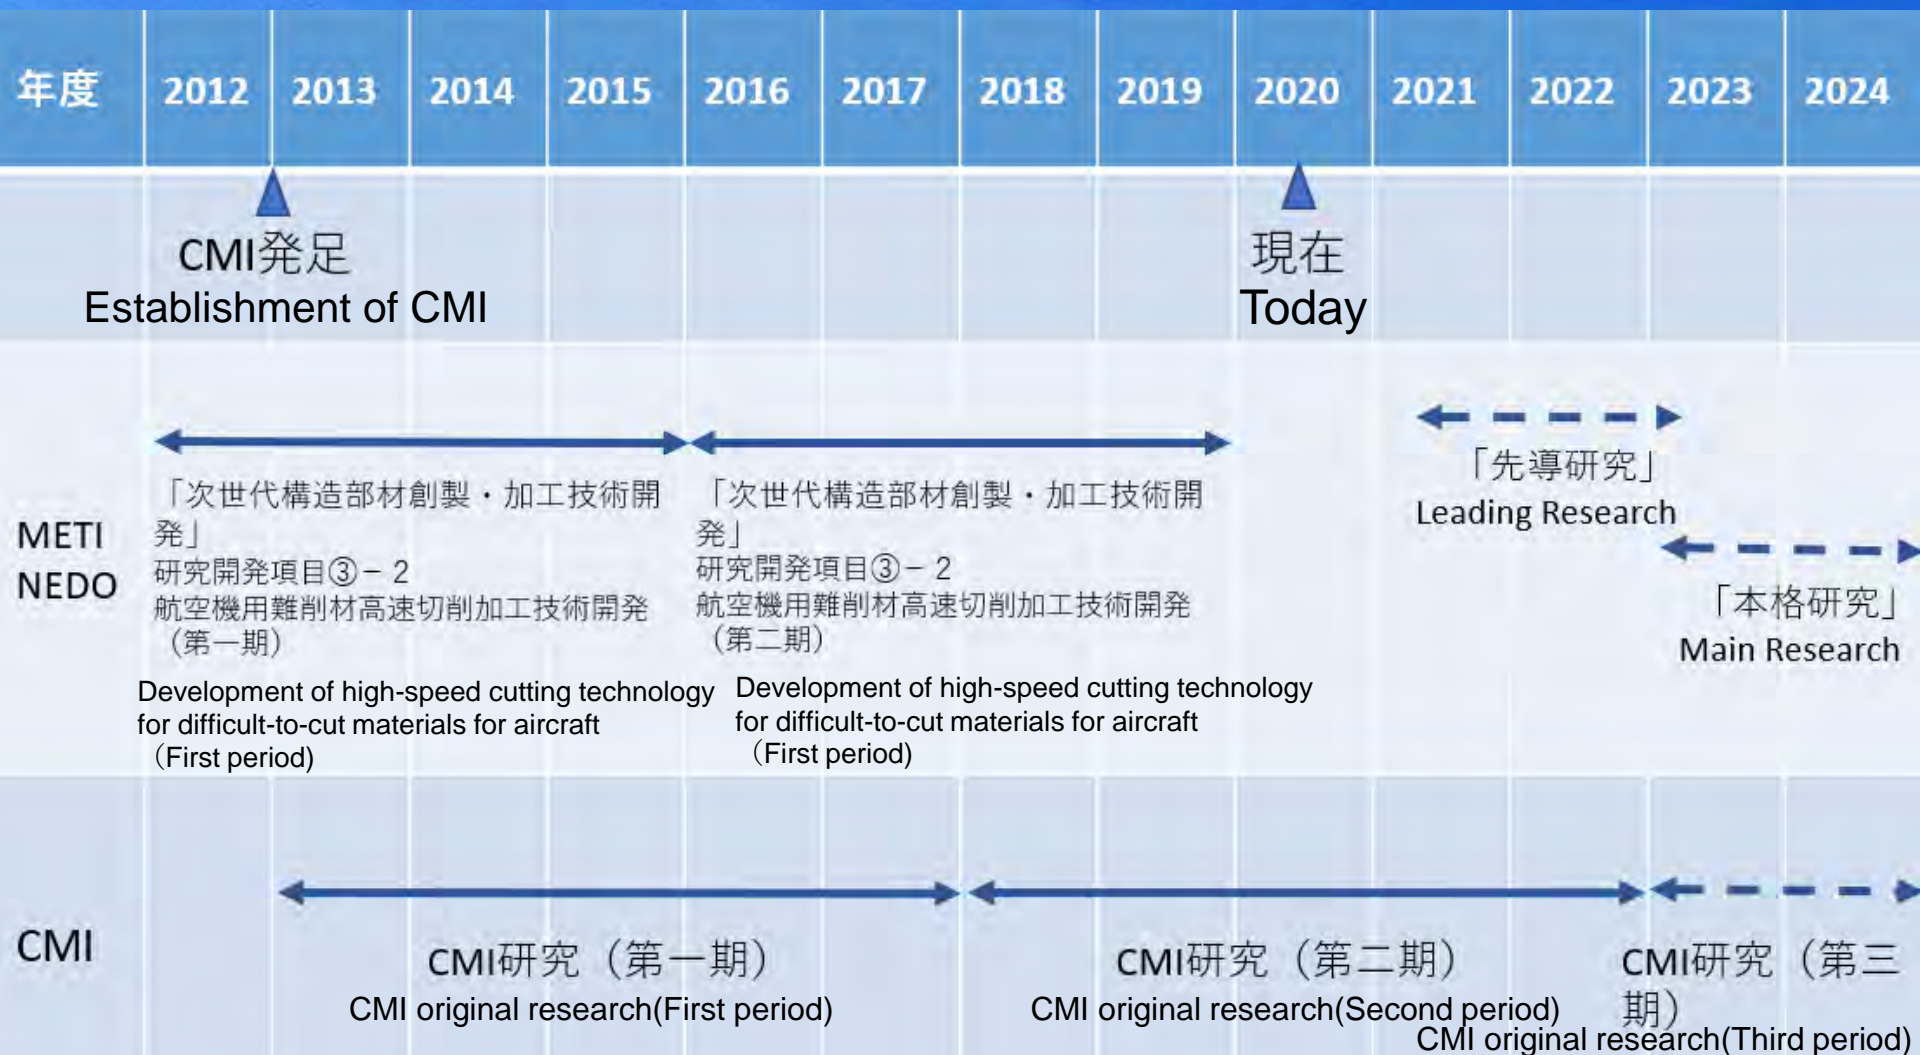 年度 2012 2013 2014 2015 2016 2017 2018 2019 2020 2021 2022 2023 2024
CMI発足
Establishment of CMI
現在
Today
METI
NEDO
「次世代構造部材創製・加工技術開
発」
研究開発項目③－２
航空機用難削材高速切削加工技術開発
（第一期）
Development of high-speed cutting technology
for difficult-to-cut materials for aircraft
（First period)
「次世代構造部材創製・加工技術開
発」
研究開発項目③－２
航空機用難削材高速切削加工技術開発
（第二期）
Development of high-speed cutting technology
for difficult-to-cut materials for aircraft
（First period)
「先導研究」
Leading Research
「本格研究」
Main Research
CMI
CMI研究（第一期）
CMI original research(First period)
CMI研究（第二期）
CMI original research(Second period)
CMI研究（第三
期）
CMI original research(Third period)